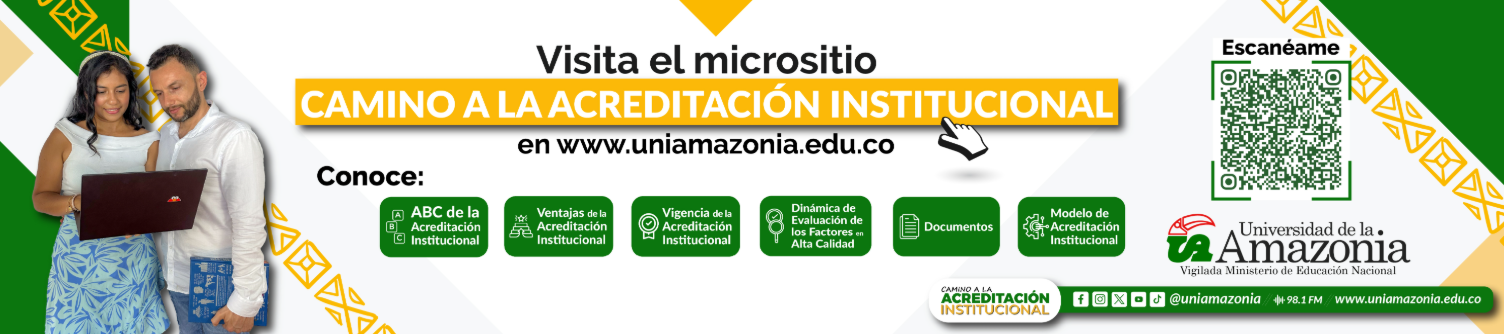 Visita el micrositio
CAMINO A LA ACREDITACIÓN INSTITUCIONAL
en www.uniamazonia.edu.co
Conoce:
A
B
C
ABC de la
Acreditación
Institucional
Ventajas de la
Acreditación
Institucional
Vigencia de la
Acreditación
Institucional
Dinámica de
Evaluación de
los Factores en
Alta Calidad
Documentos
Modelo de
Acreditación
Institucional
Escanéame
Universidad de la
Amazonia
Vigilada Ministerio de Educación Nacional
CAMINO A LA
ACREDITACIÓN
INSTITUCIONAL
@uniamazonia 98.1 FM www.uniamazonia.edu.co